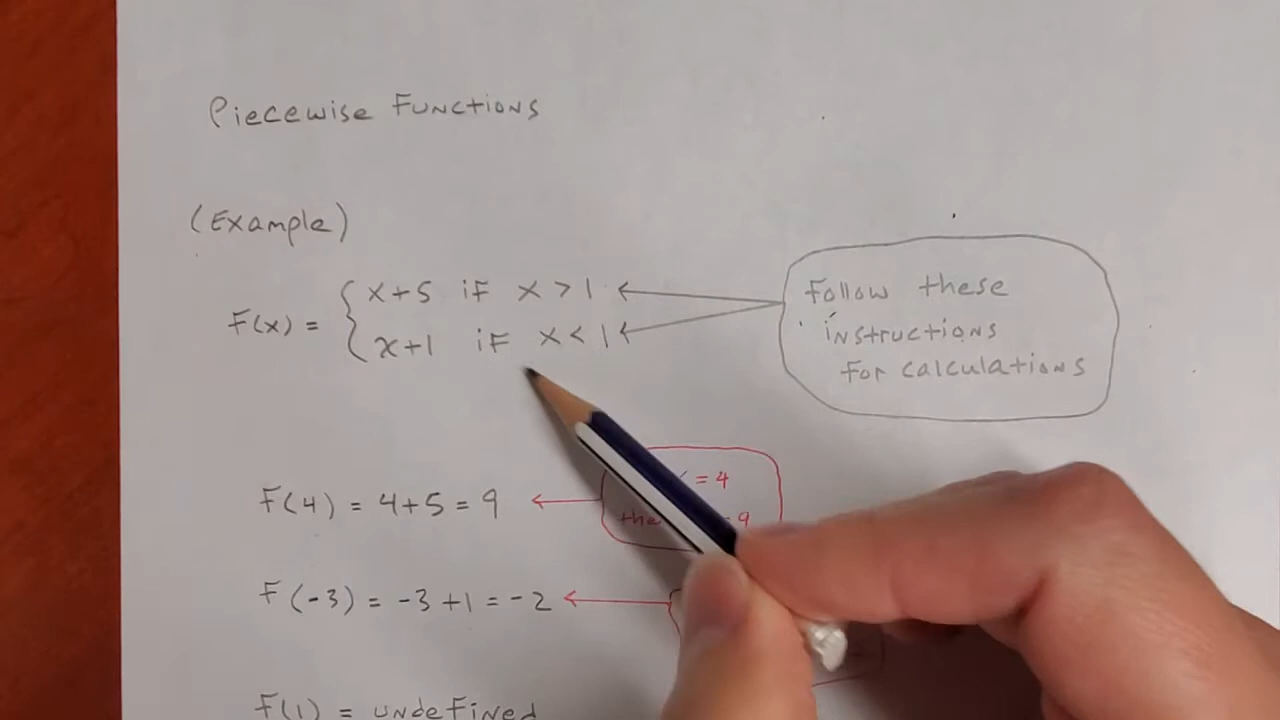 Piecewise Functions
(Example)
F(x) = { x+5 if x > 1
x+1 if x < 1
Follow these
instructions
For calculations
F(4) = 4+5 = 9
= 4
9
F(-3) = -3+1 = -2
F(1) = undefined